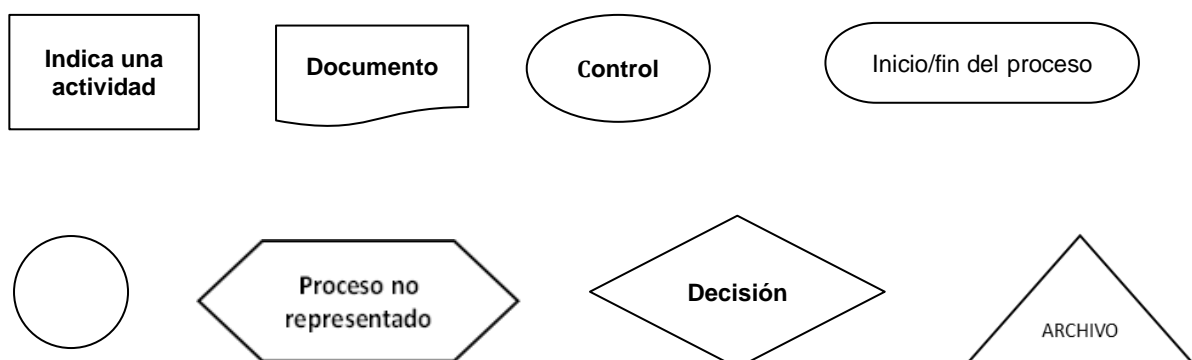 Indica una
actividad
Documento
Control
Inicio/fin del proceso
Proceso no
representado
Decisión
ARCHIVO